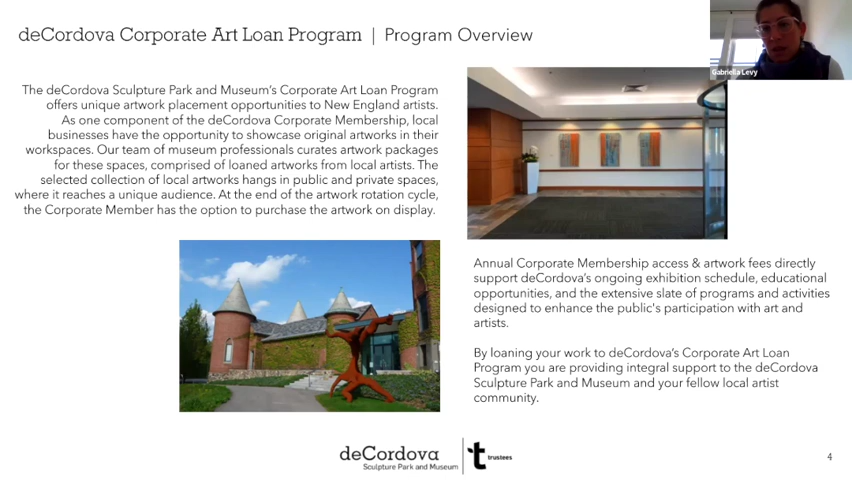 deCordova Corporate Art Loan Program | Program Overview
Gabriella Levy
The deCordova Sculpture Park and Museum's Corporate Art Loan Program
offers unique artwork placement opportunities to New England artists.
As one component of the deCordova Corporate Membership, local
businesses have the opportunity to showcase original artworks in their
workspaces. Our team of museum professionals curates artwork packages
for these spaces, comprised of loaned artworks from local artists. The
selected collection of local artworks hangs in public and private spaces,
where it reaches a unique audience. At the end of the artwork rotation cycle,
the Corporate Member has the option to purchase the artwork on display.
Annual Corporate Membership access & artwork fees directly
support deCordova's ongoing exhibition schedule, educational
opportunities, and the extensive slate of programs and activities
designed to enhance the public's participation with art and
artists.
By loaning your work to deCordova's Corporate Art Loan
Program you are providing integral support to the deCordova
Sculpture Park and Museum and your fellow local artist
community.
deCordova
Sculpture Park and Museum
t trustees
4